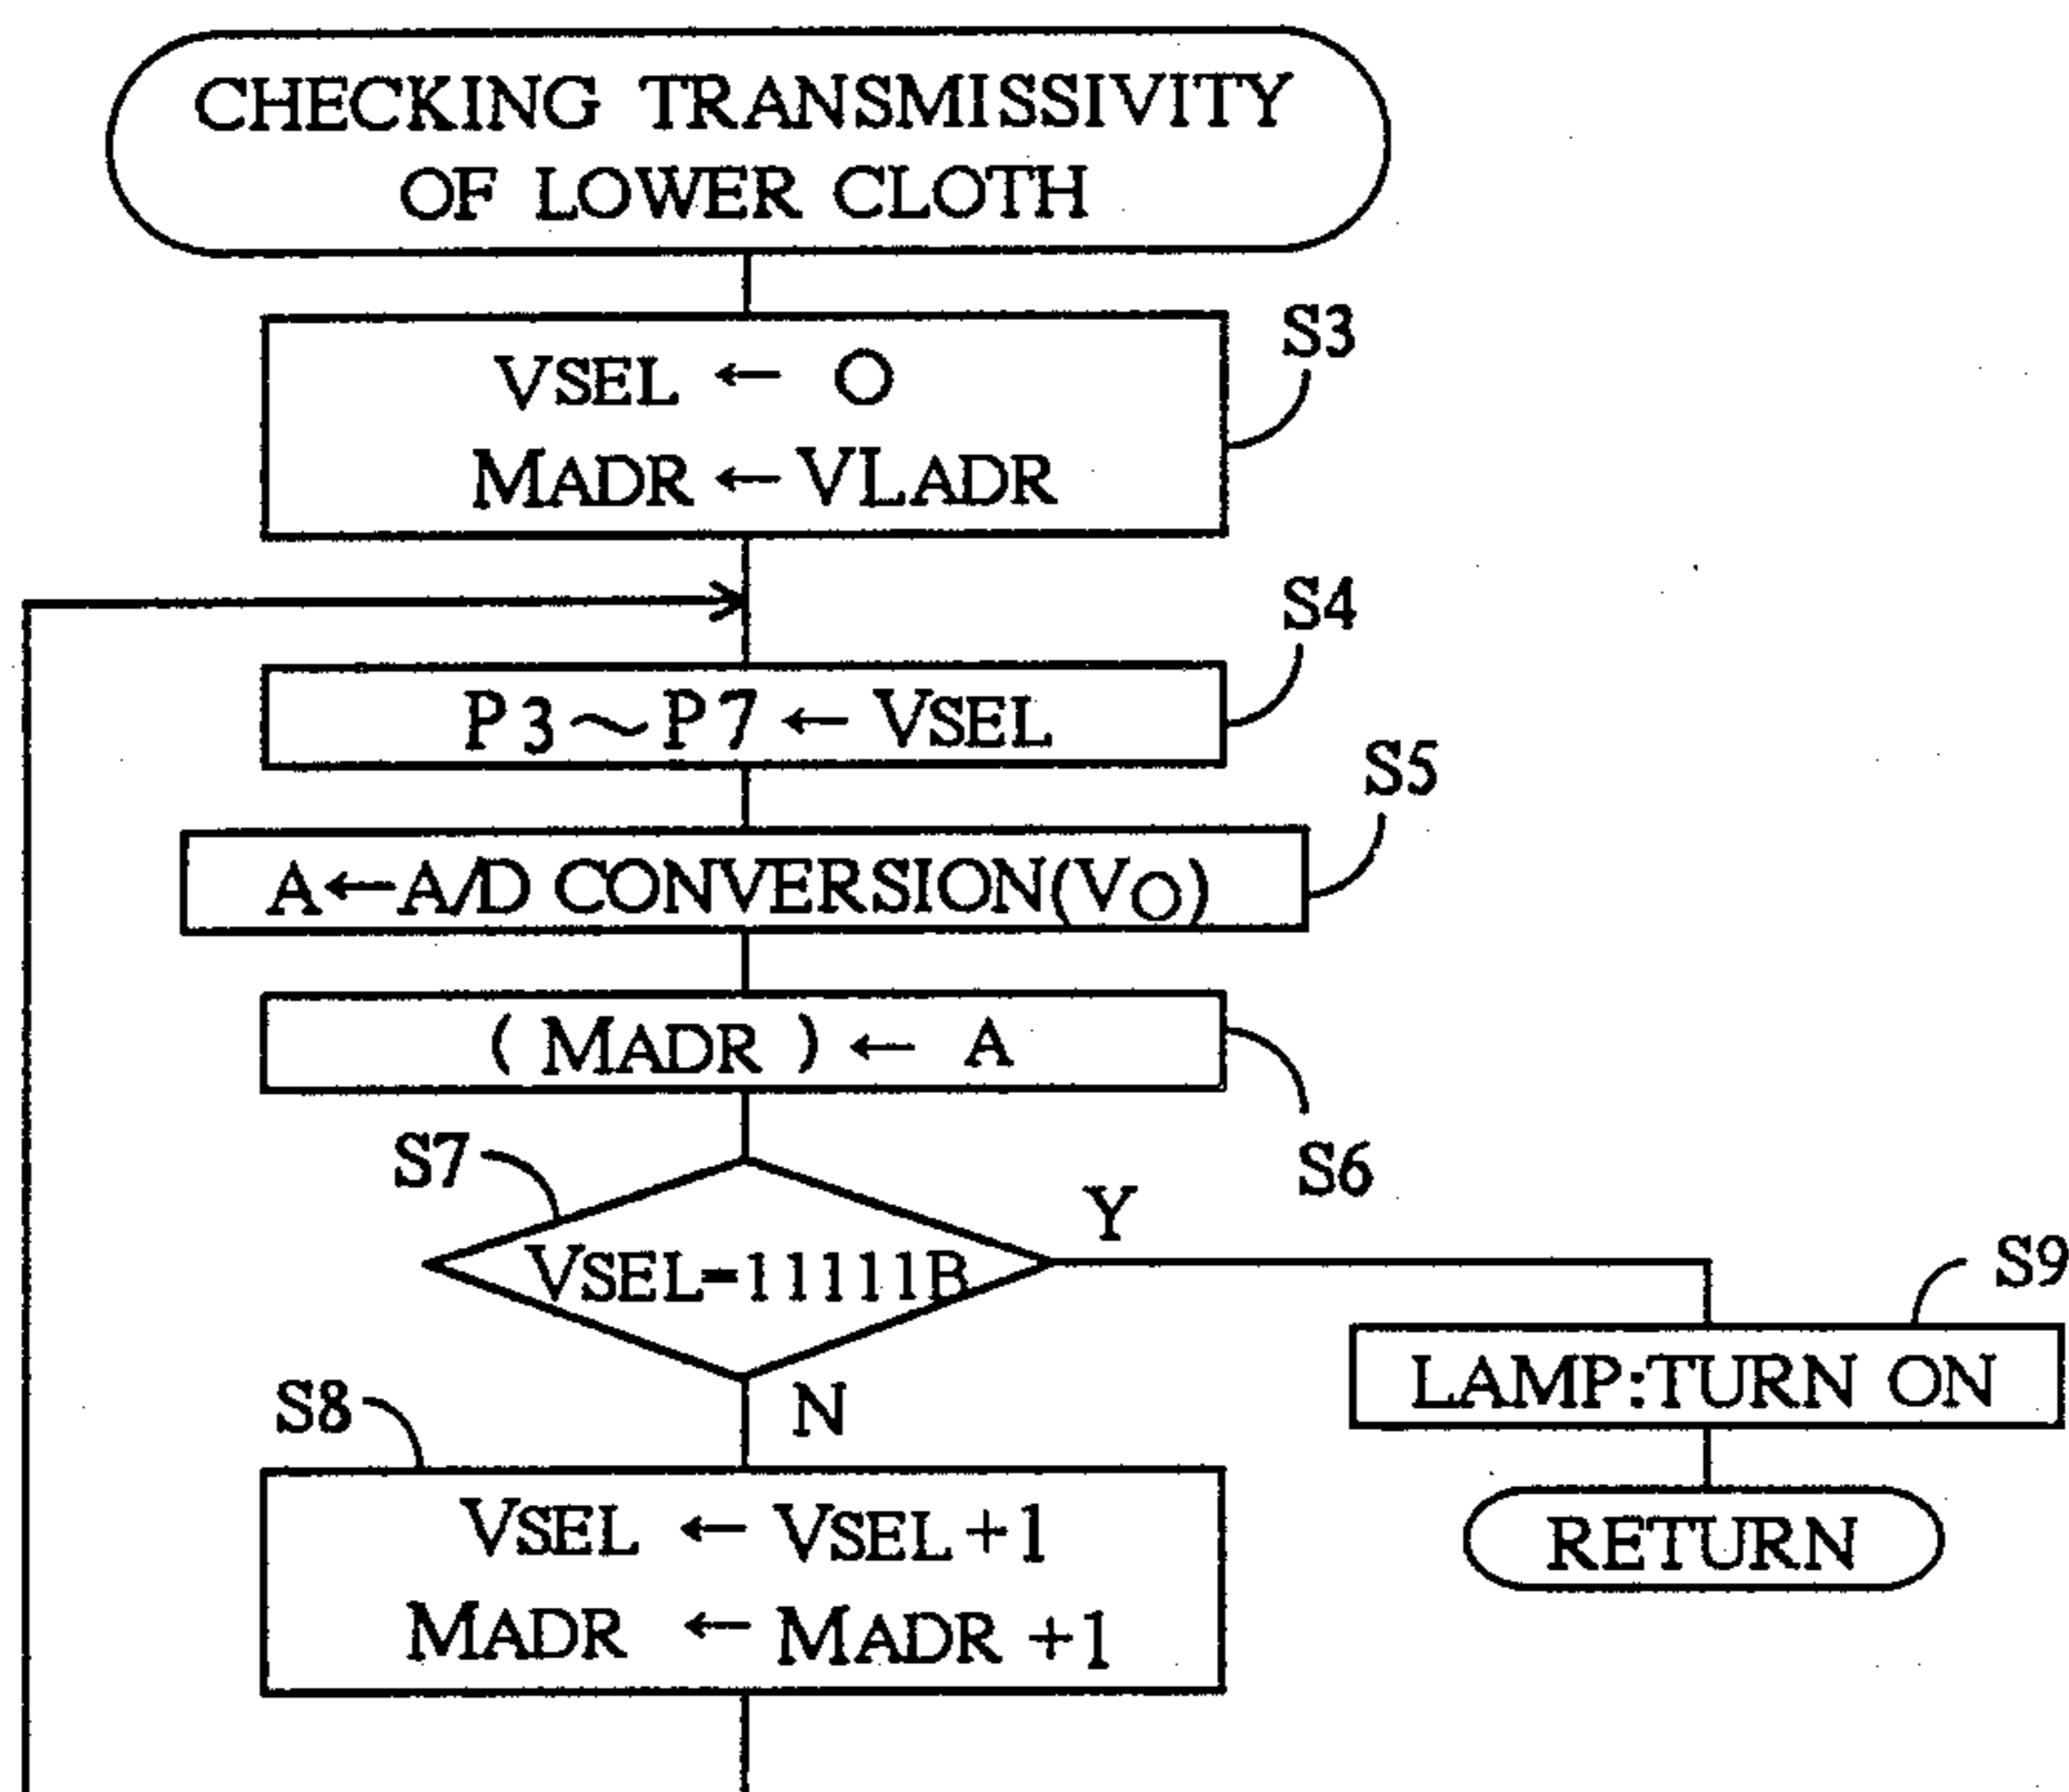 CHECKING TRANSMISSIVITY
OF LOWER CLOTH
S3
VSEL ← O
MADR ← VLADR
S4
P3～P7 ← VSEL
S5
A←A/D CONVERSION(VO)
(MADR) ← A
S6
S7
VSEL=11111B
Y
N
S9
LAMP:TURN ON
RETURN
S8
VSEL ← VSEL+1
MADR ← MADR+1